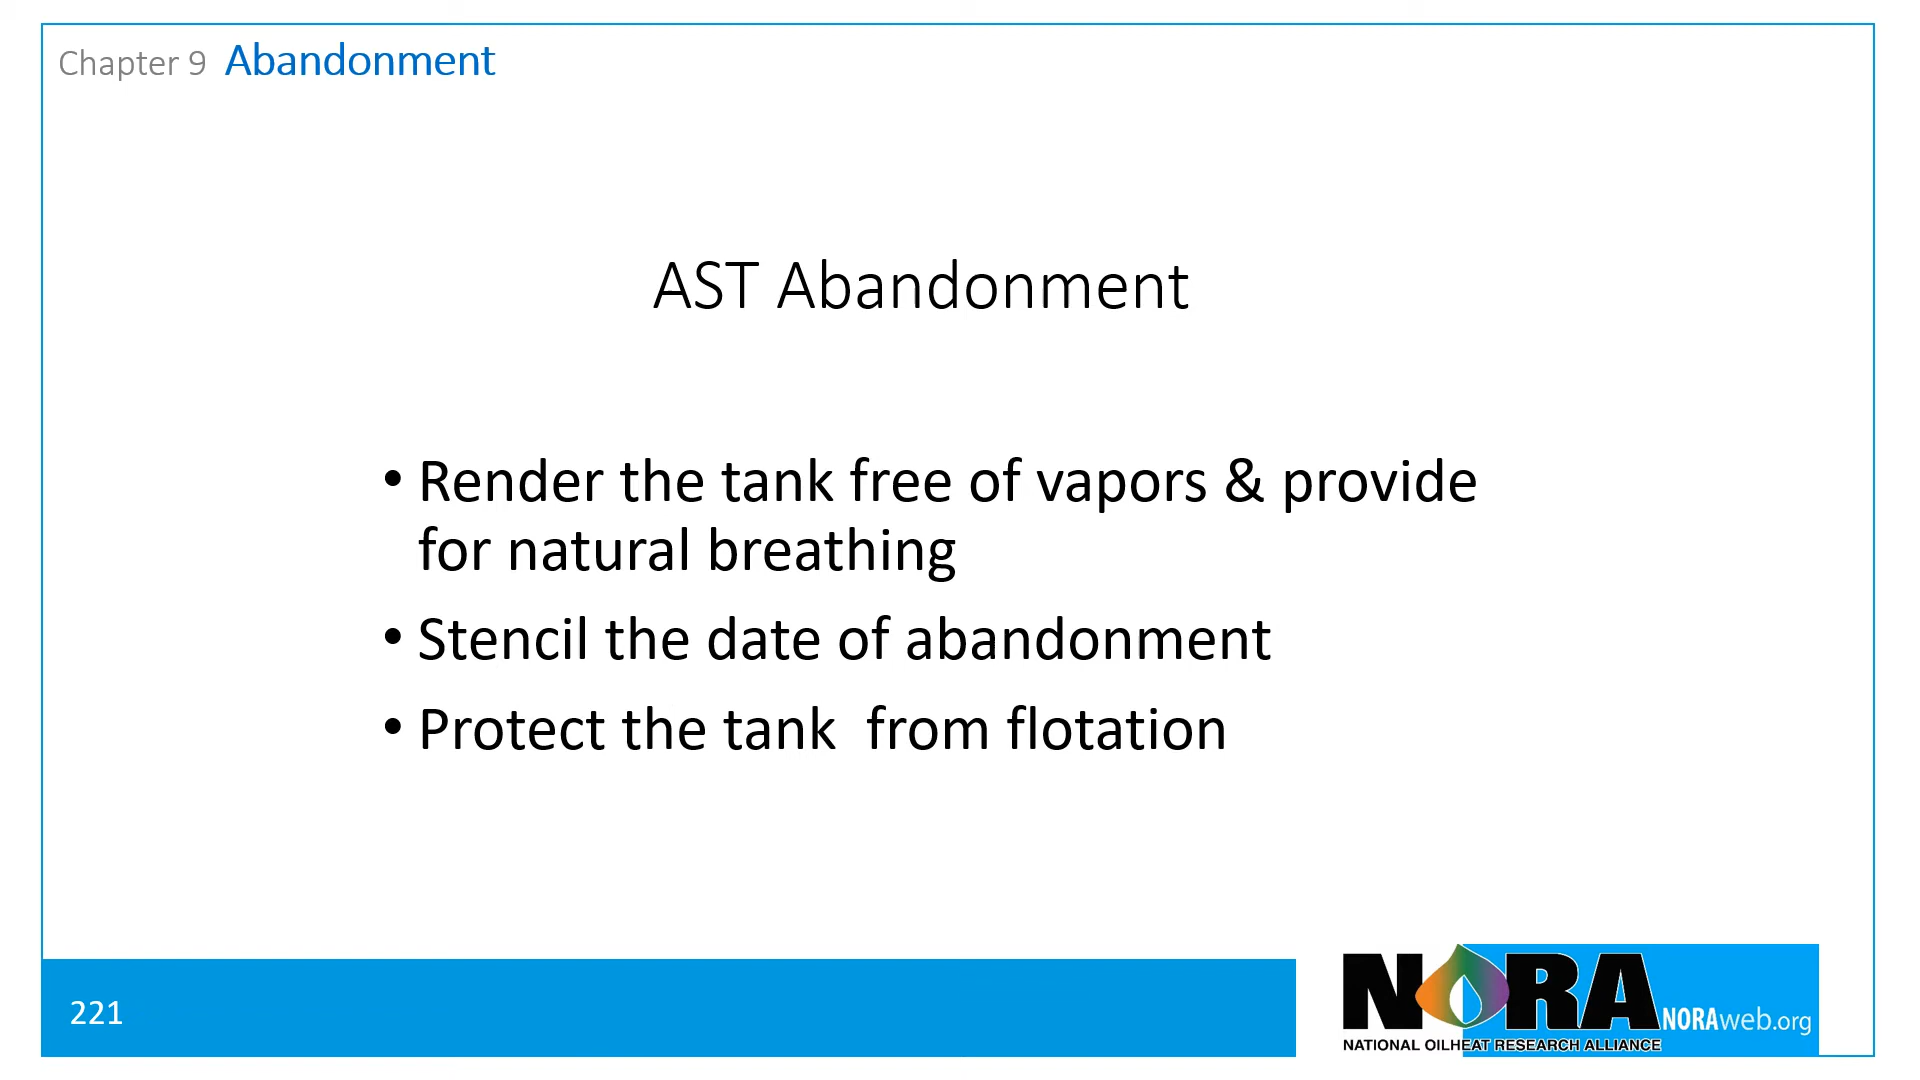 Chapter 9 Abandonment
AST Abandonment
• Render the tank free of vapors & provide
for natural breathing
• Stencil the date of abandonment
• Protect the tank  from flotation
221
NORA
NORAweb.org
NATIONAL OILHEAT RESEARCH ALLIANCE